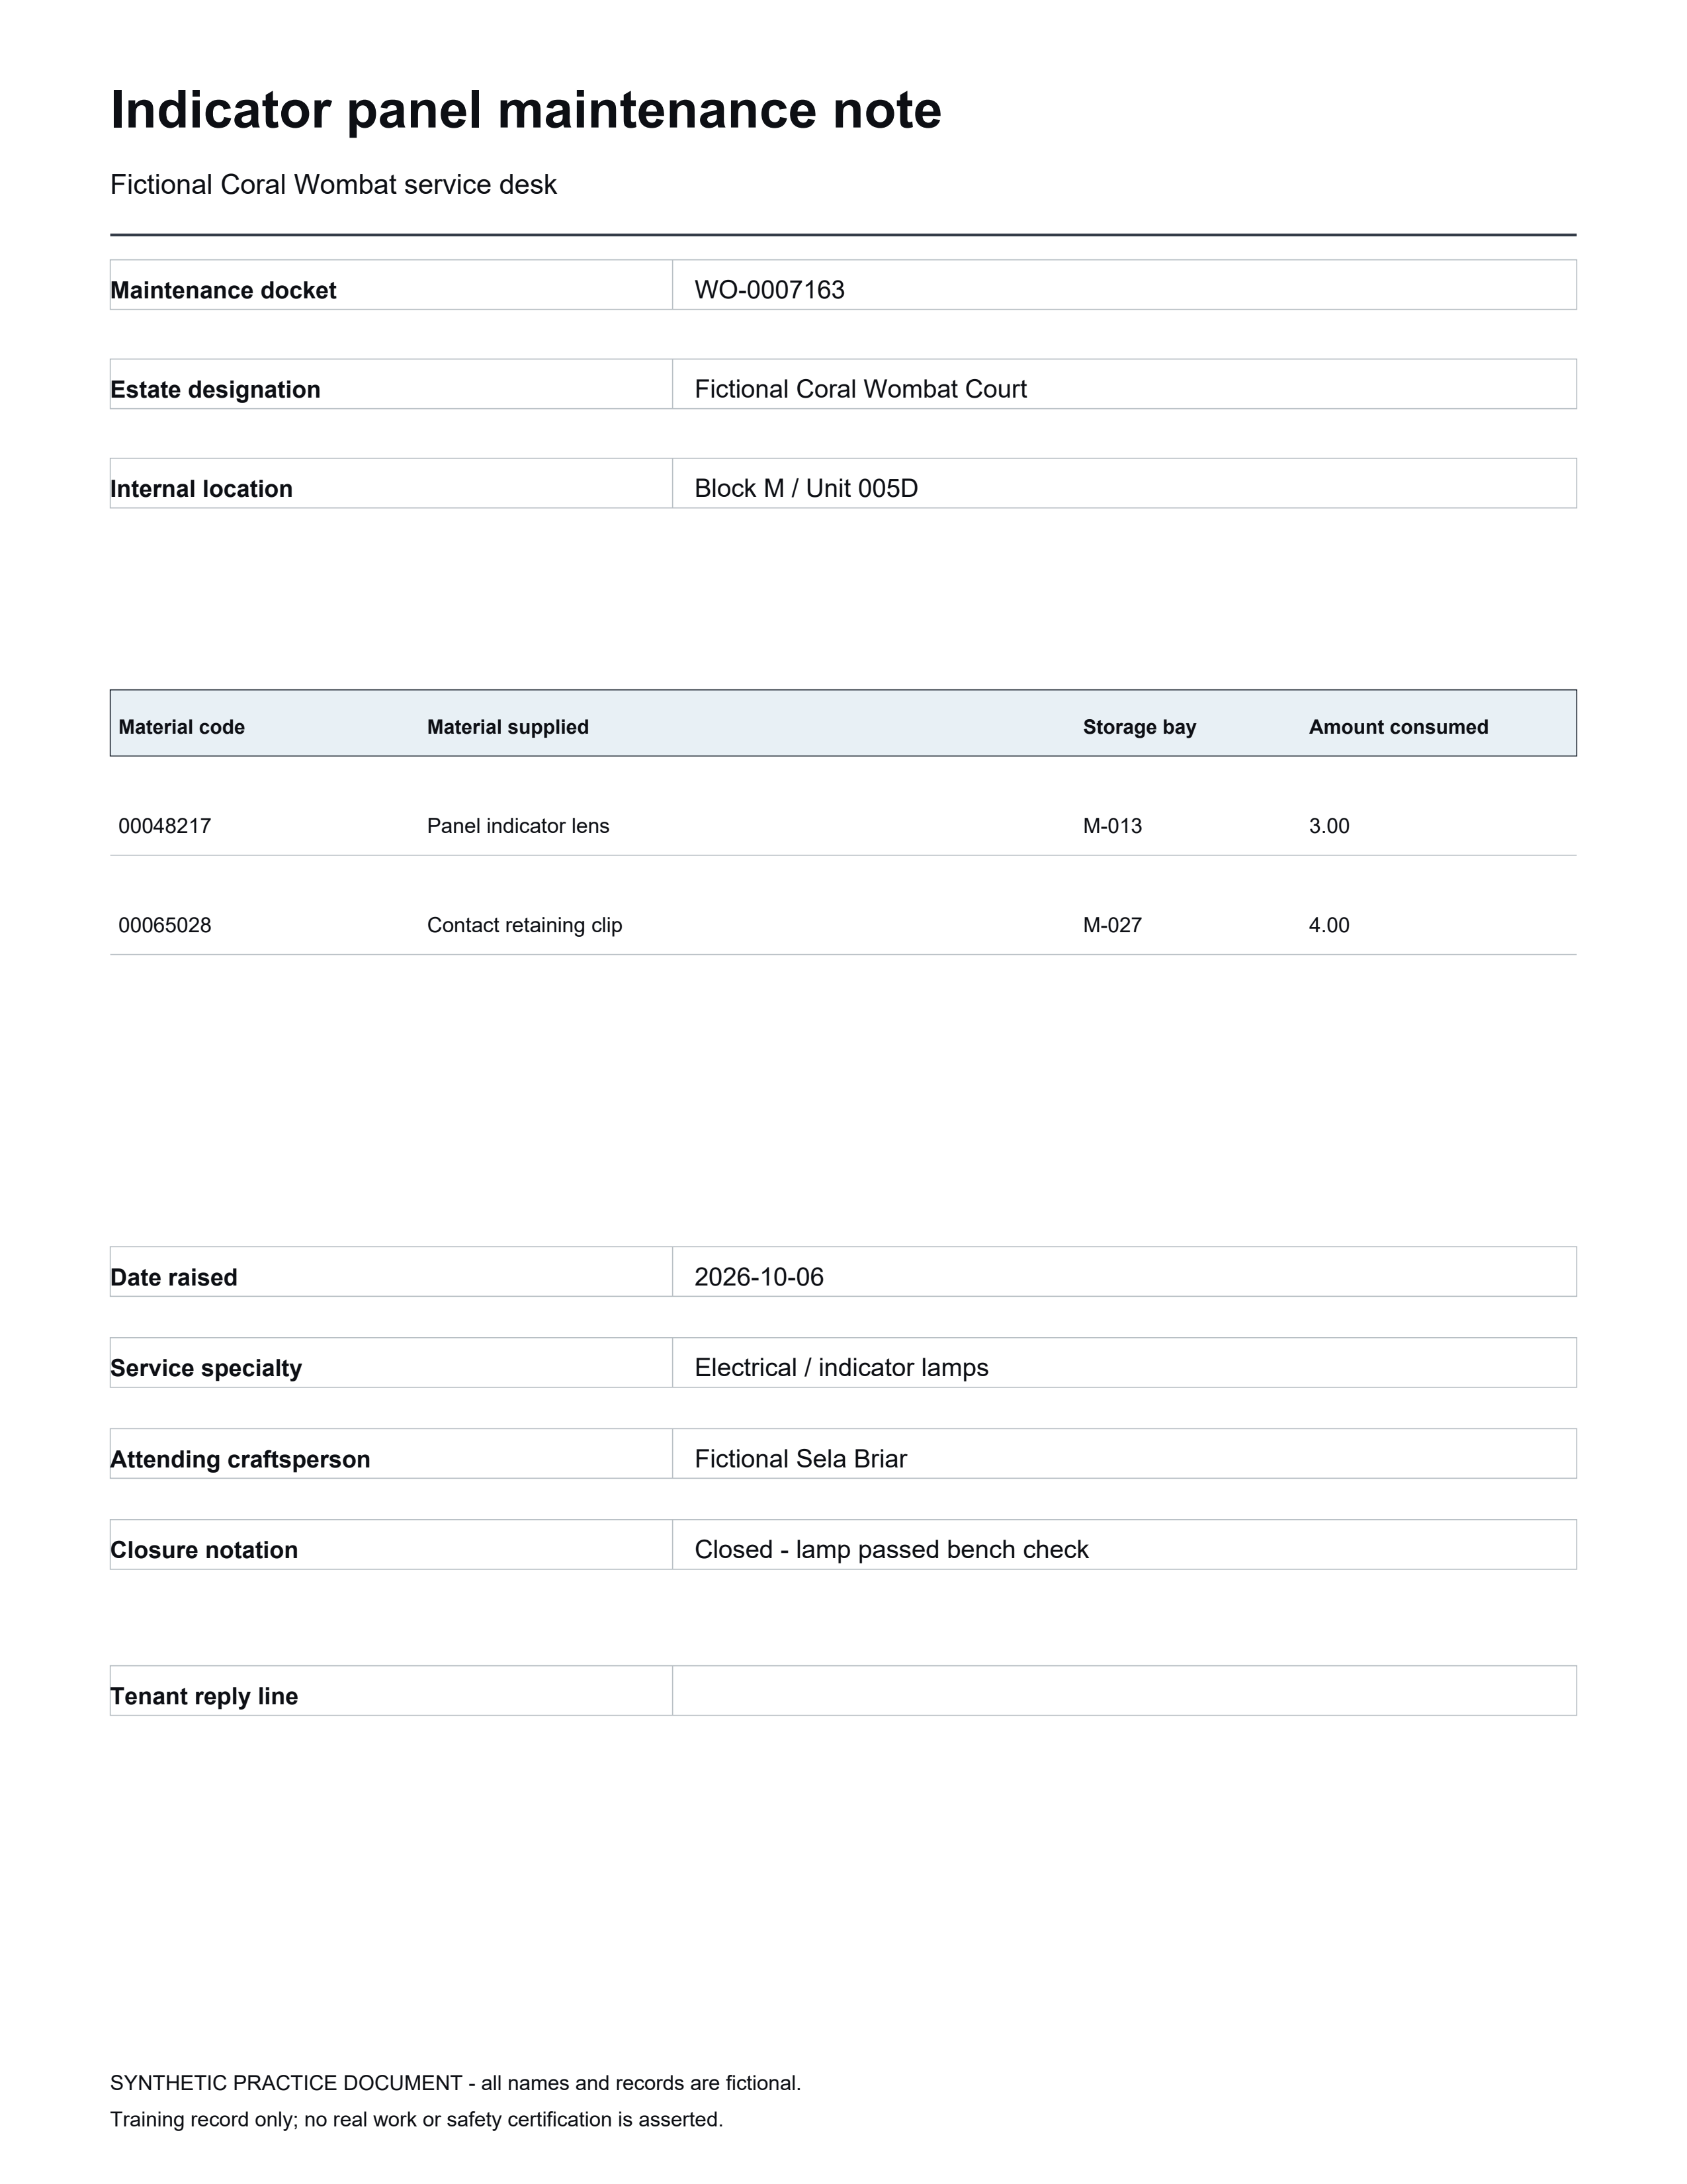 Indicator panel maintenance note
Fictional Coral Wombat service desk
Maintenance docket WO-0007163
Estate designation Fictional Coral Wombat Court
Internal location Block M / Unit 005D
Material code Material supplied Storage bay Amount consumed
00048217 Panel indicator lens M-013 3.00
00065028 Contact retaining clip M-027 4.00
Date raised 2026-10-06
Service specialty Electrical / indicator lamps
Attending craftsperson Fictional Sela Briar
Closure notation Closed - lamp passed bench check
Tenant reply line
SYNTHETIC PRACTICE DOCUMENT - all names and records are fictional.
Training record only; no real work or safety certification is asserted.